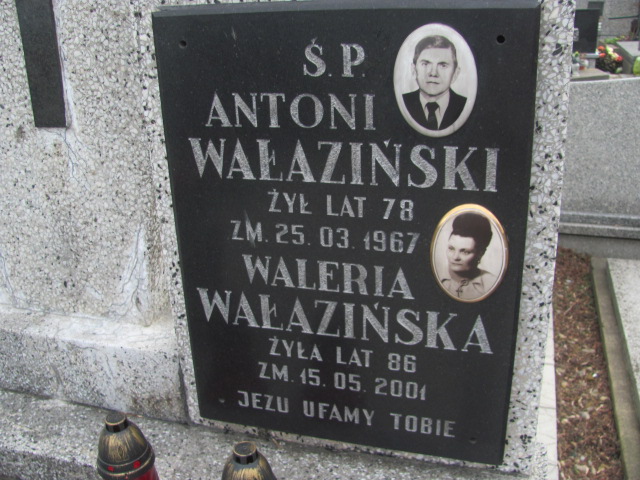 Ś.P.
ANTONI
WAŁAZIŃSKI
ŻYŁ LAT 78
ZM. 25. 03. 1967
WALERIA
WAŁAZIŃSKA
ŻYŁA LAT 86
ZM. 15. 05. 2001
JEZU UFAMY TOBIE